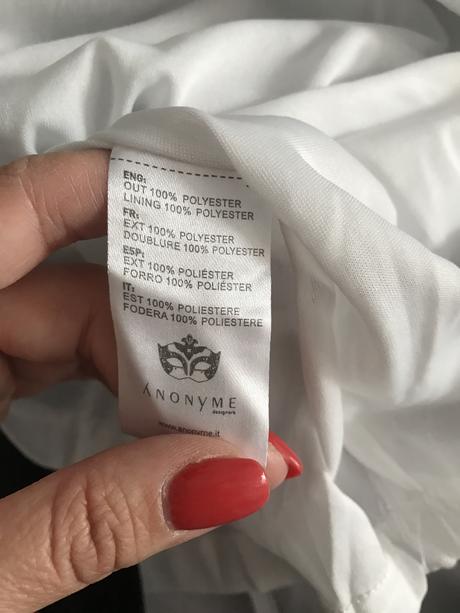 ENG:
OUT 100% POLYESTER
LINING 100% POLYESTER
FR:
EXT 100% POLYESTER
DOUBLURE 100% POLYESTER
ESP:
EXT 100% POLIÉSTER
FORRO 100% POLIÉSTER
IT:
EST 100% POLIESTERE
FODERA 100% POLIESTERE
ANONYME
designers
www.anonyme.it